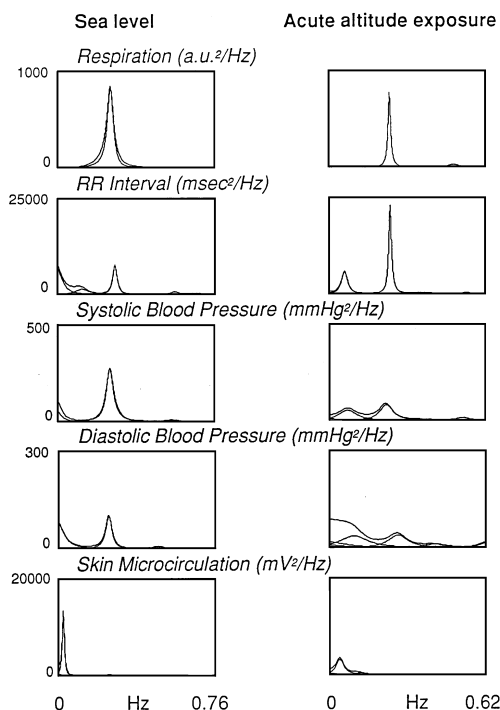 Sea level Acute altitude exposure
Respiration (a.u.²/Hz)
1000
0
RR Interval (msec²/Hz)
25000
0
Systolic Blood Pressure (mmHg²/Hz)
500
0
Diastolic Blood Pressure (mmHg²/Hz)
300
0
Skin Microcirculation (mV²/Hz)
20000
0
0 Hz 0.76 0 Hz 0.62